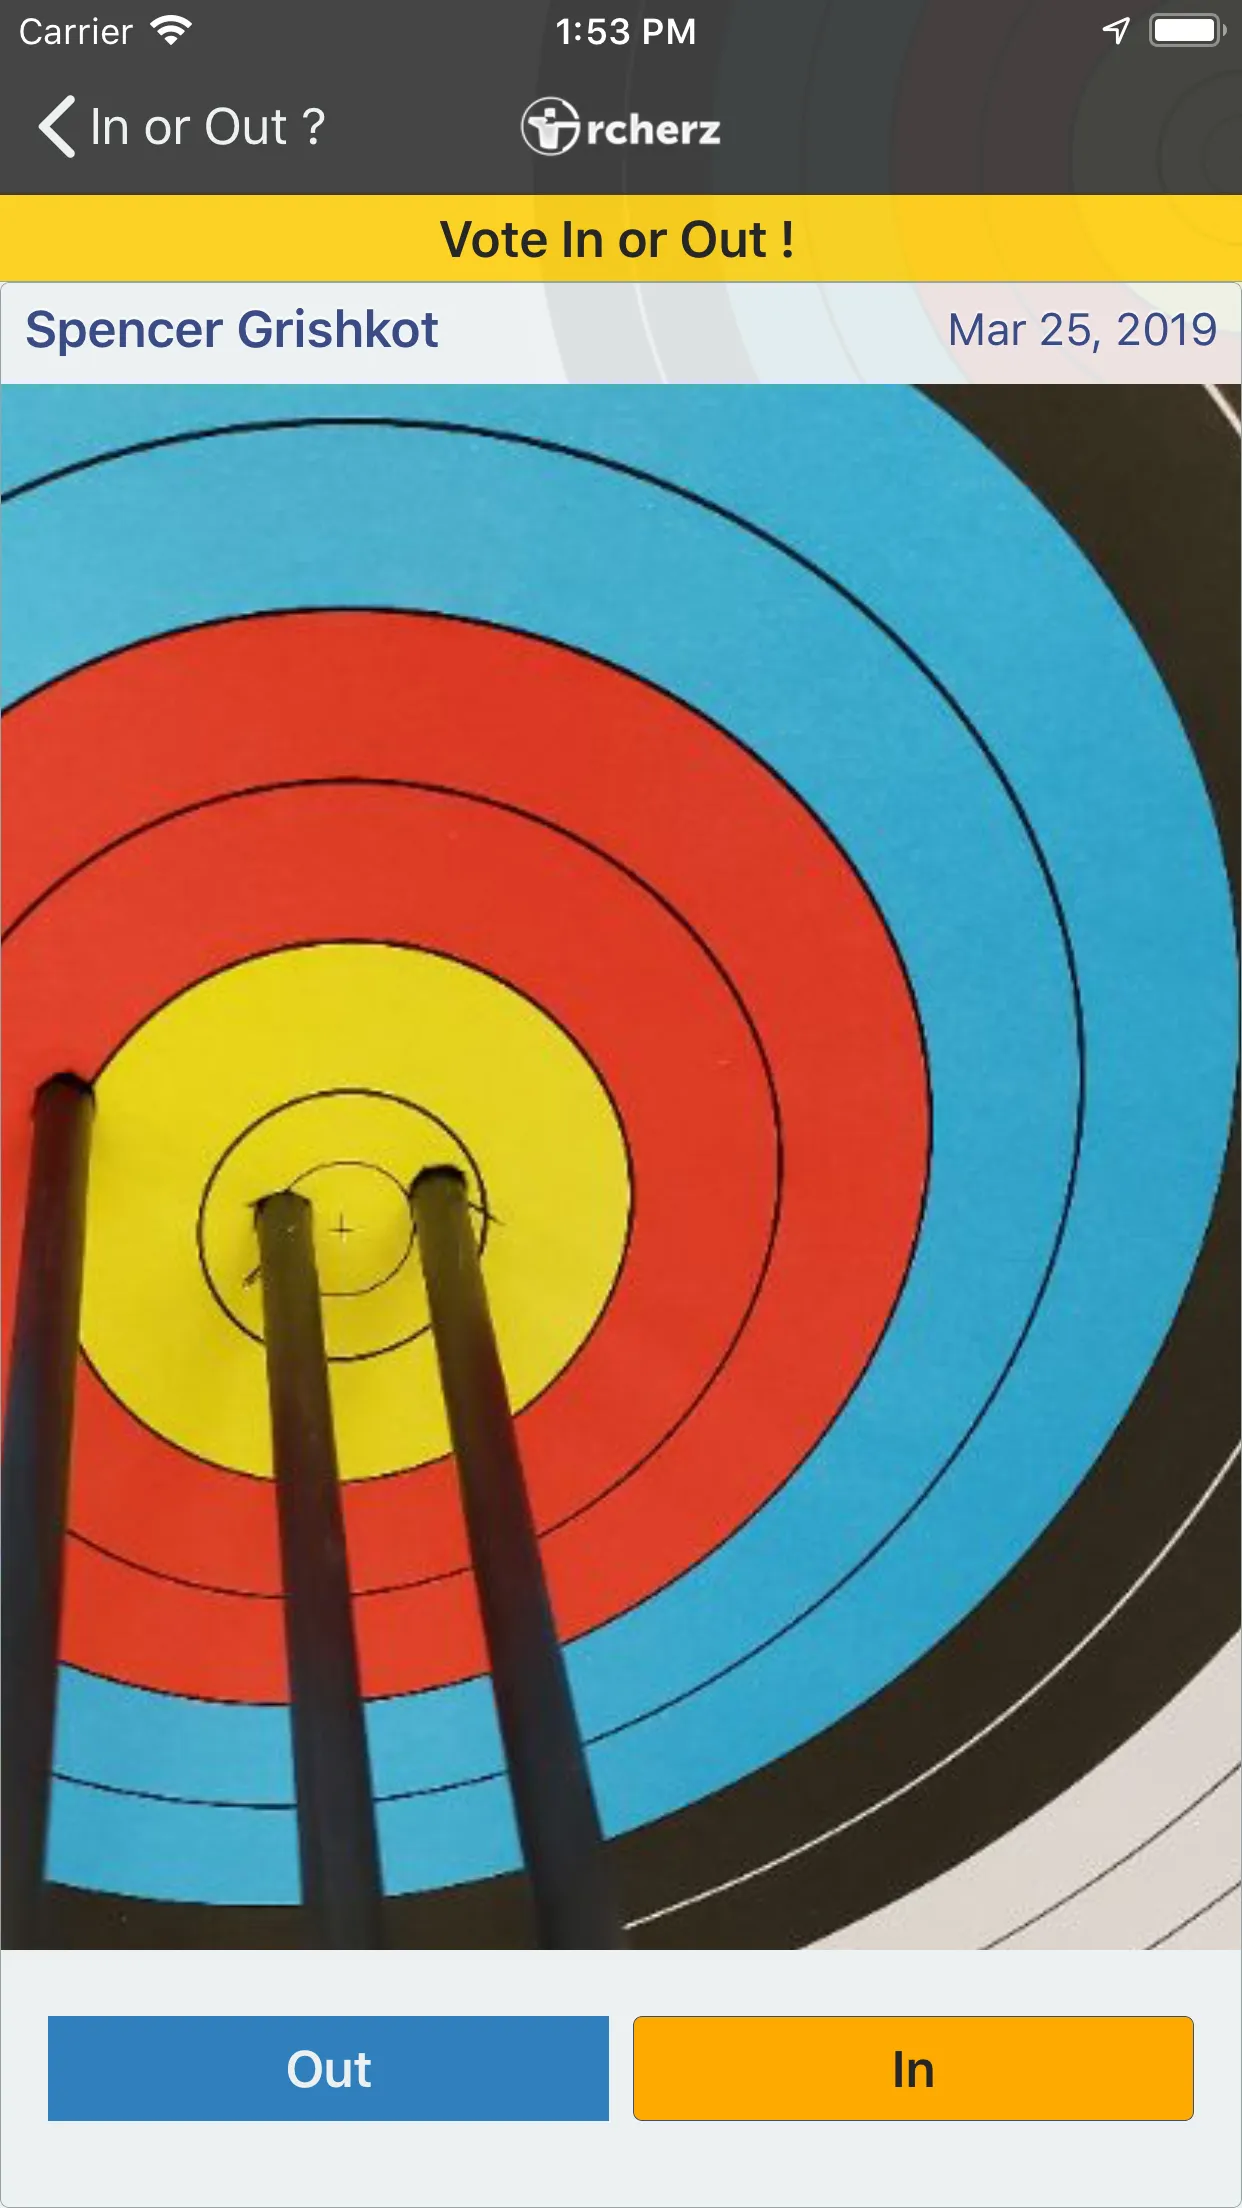 Carrier
1:53 PM
In or Out ?
rcherz
Vote In or Out !
Spencer Grishkot
Mar 25, 2019
Out
In